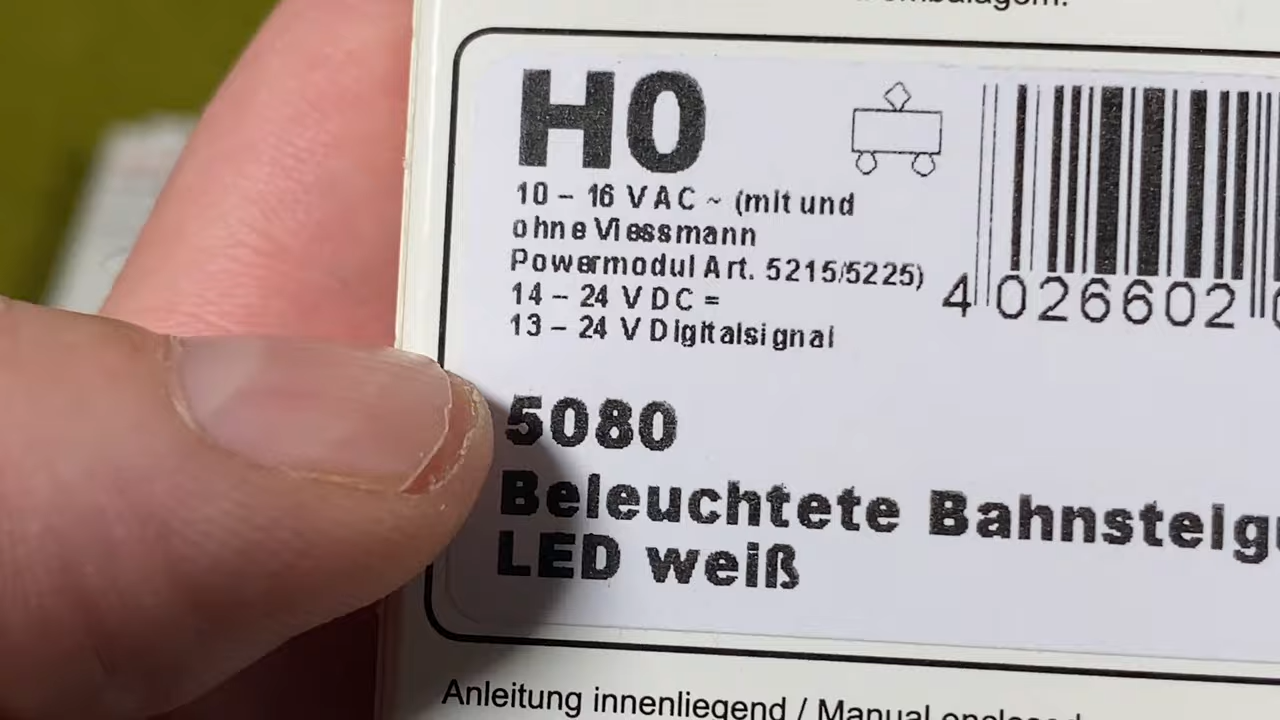 H0
10 – 16 V AC ~ (mit und
ohne Viessmann
Powermodul Art. 5215/5225)
14 – 24 V DC =
13 – 24 V Digitalsignal
4 026602
5080
Beleuchtete Bahnsteigu
LED weiß
Anleitung innenliegend / Manual enclosed